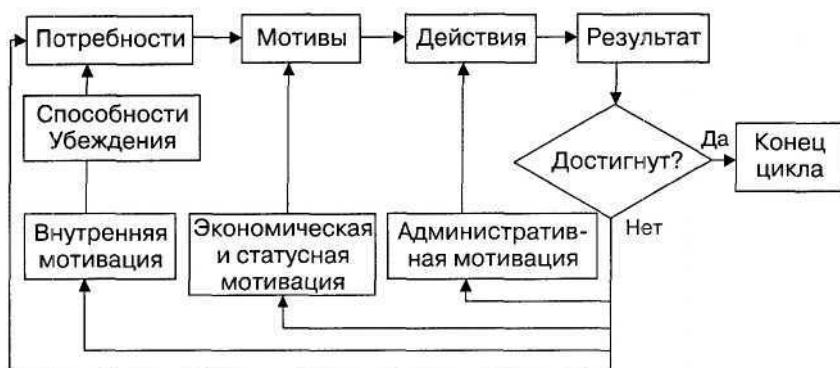 Потребности
Мотивы
Действия
Результат
Способности
Убеждения
Достигнут?
Да
Конец
цикла
Нет
Внутренняя
мотивация
Экономическая
и статусная
мотивация
Административ-
ная мотивация